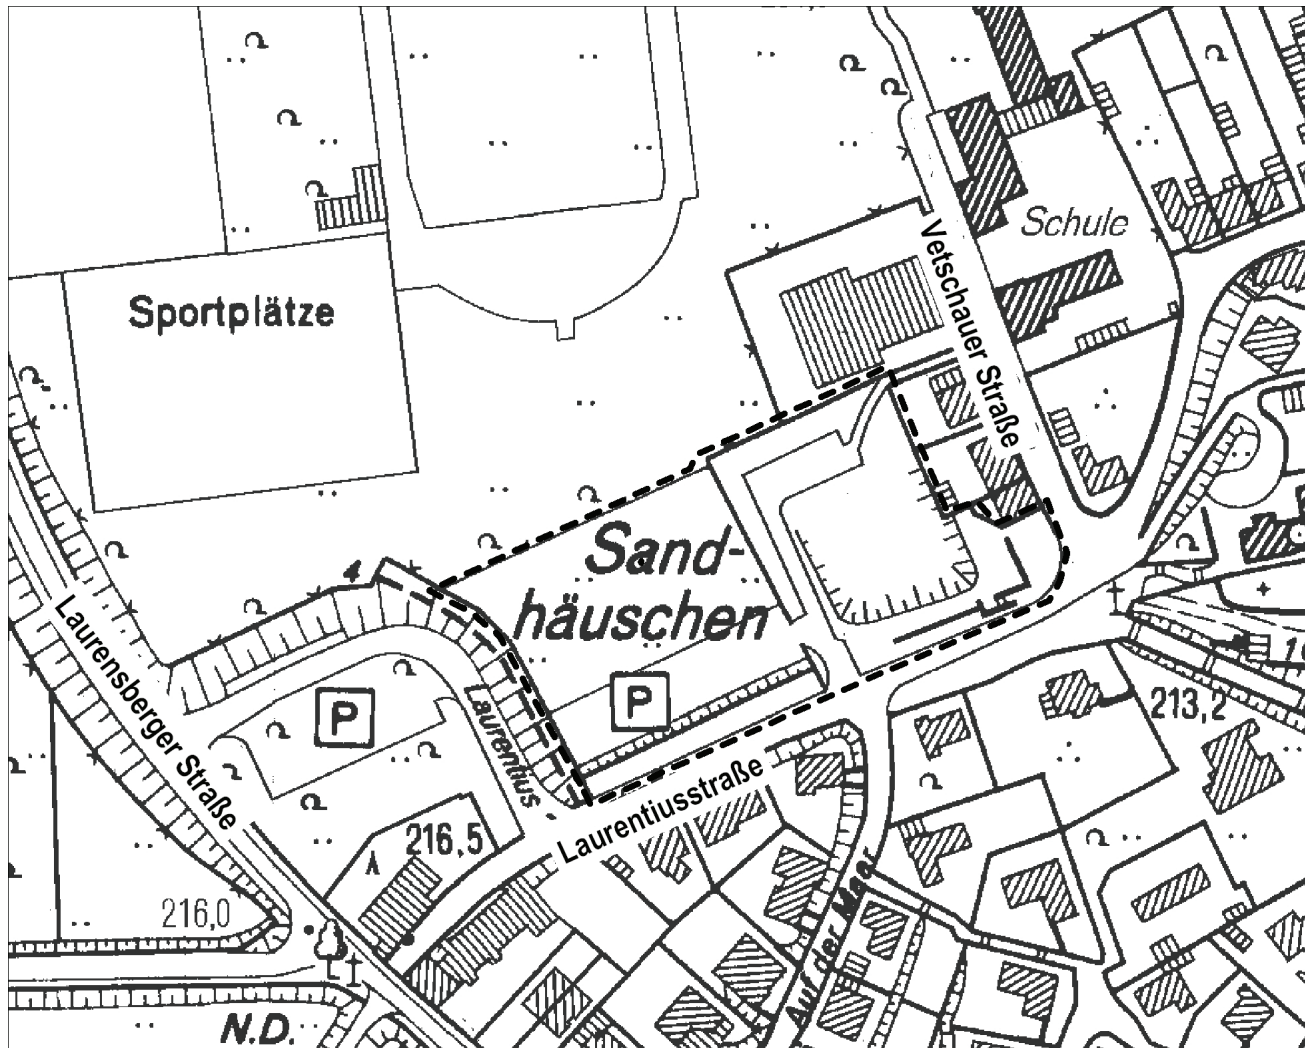 Schule
Sportplätze
Vetschauer Straße
Sand-
häuschen
4
Laurensberger Straße
P
P
Laurentius
213,2
Laurentiusstraße
216,5
216,0
Auf der Maar
N.D.